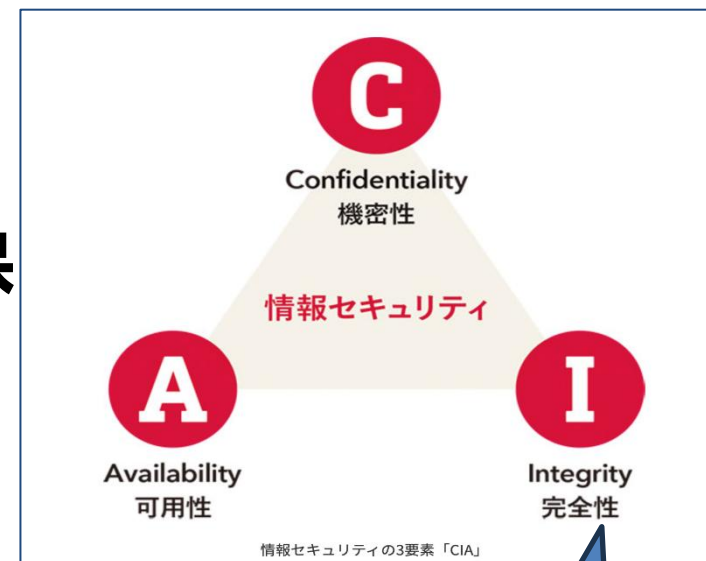 C
Confidentiality
機密性
情報セキュリティ
A
I
Availability
可用性
Integrity
完全性
情報セキュリティの3要素「CIA」